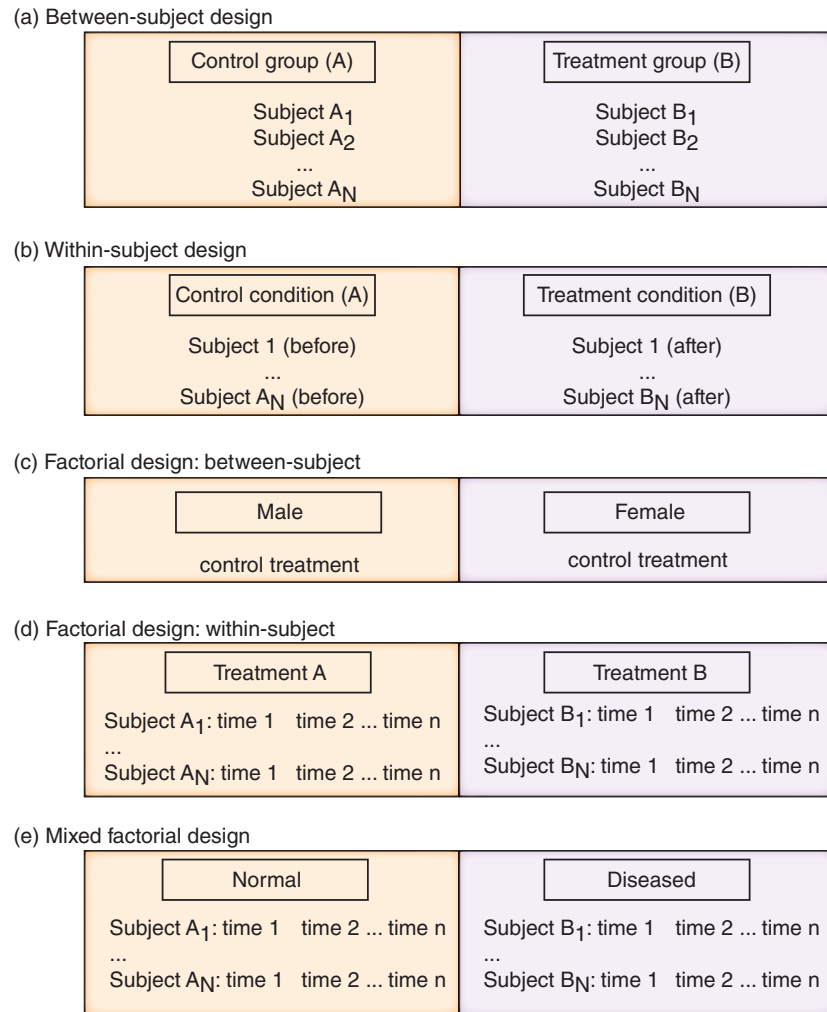 (a) Between-subject design
Control group (A) Treatment group (B)
Subject A1 Subject B1
Subject A2 Subject B2
... ...
Subject AN Subject BN
(b) Within-subject design
Control condition (A) Treatment condition (B)
Subject 1 (before) Subject 1 (after)
... ...
Subject AN (before) Subject BN (after)
(c) Factorial design: between-subject
Male Female
control treatment control treatment
(d) Factorial design: within-subject
Treatment A Treatment B
Subject A1: time 1 time 2 ... time n Subject B1: time 1 time 2 ... time n
... ...
Subject AN: time 1 time 2 ... time n Subject BN: time 1 time 2 ... time n
(e) Mixed factorial design
Normal Diseased
Subject A1: time 1 time 2 ... time n Subject B1: time 1 time 2 ... time n
... ...
Subject AN: time 1 time 2 ... time n Subject BN: time 1 time 2 ... time n